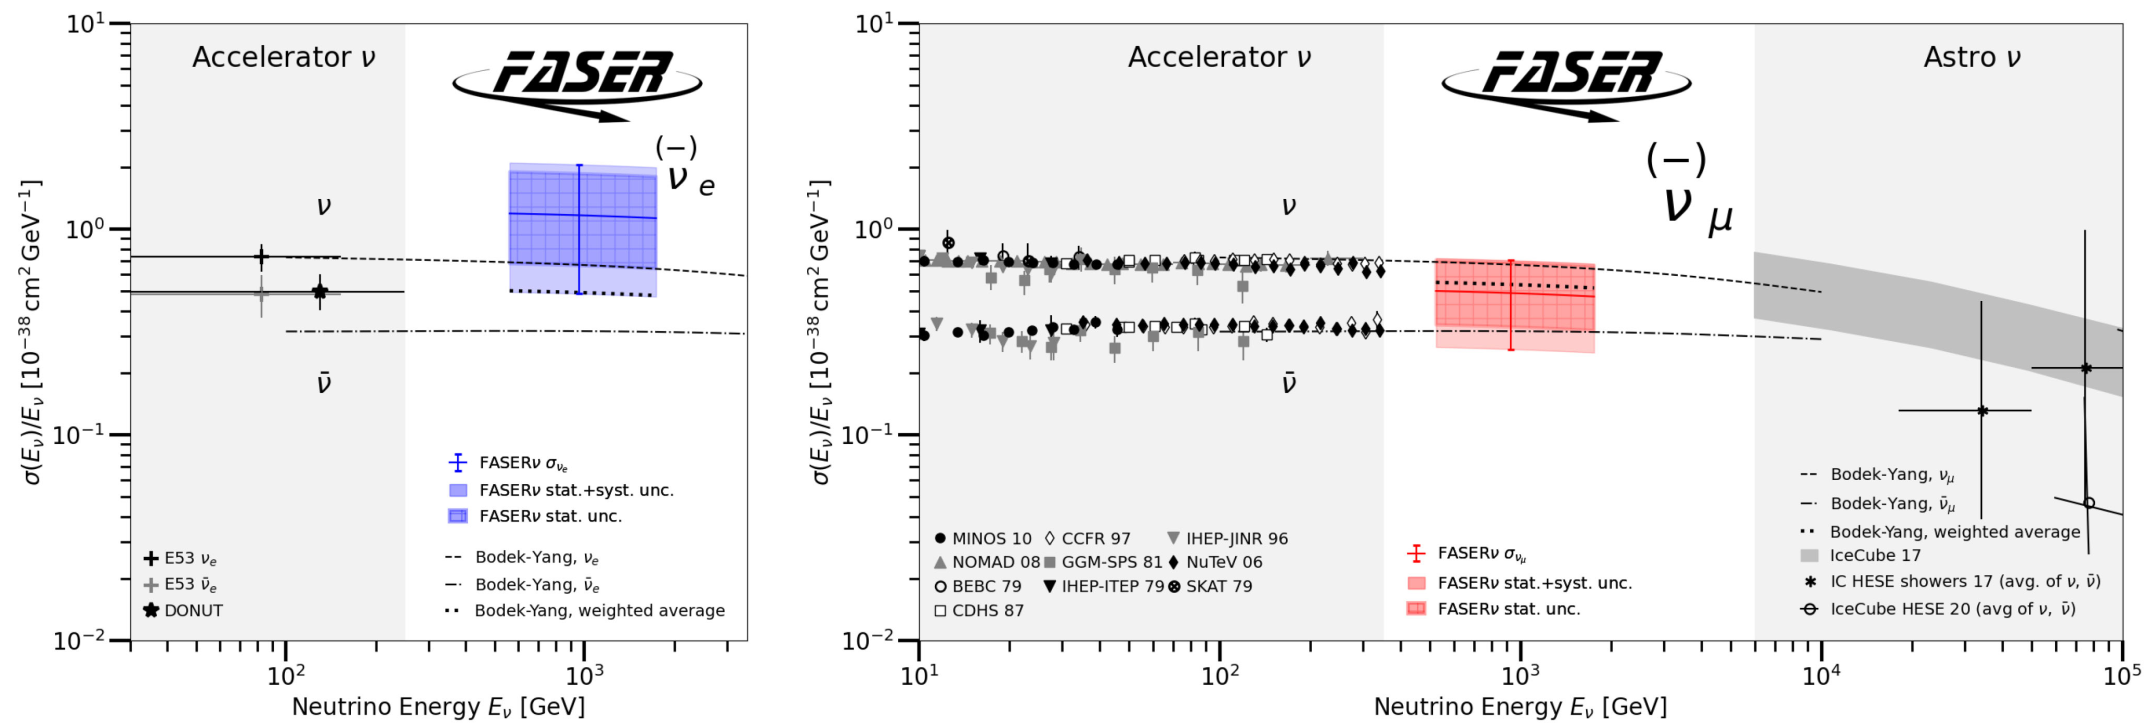 10¹
10⁰
10⁻¹
10⁻²
σ(Eν)/Eν [10⁻³⁸ cm² GeV⁻¹]
Accelerator ν
FASER
(—)
ν e
ν
ν̄
FASERν σνe
FASERν stat.+syst. unc.
FASERν stat. unc.
E53 νe
E53 ν̄e
DONUT
Bodek-Yang, νe
Bodek-Yang, ν̄e
Bodek-Yang, weighted average
10²
10³
Neutrino Energy Eν [GeV]
10¹
10⁰
10⁻¹
10⁻²
σ(Eν)/Eν [10⁻³⁸ cm² GeV⁻¹]
Accelerator ν
FASER
Astro ν
(—)
ν μ
ν
ν̄
MINOS 10
NOMAD 08
BEBC 79
CDHS 87
CCFR 97
GGM-SPS 81
IHEP-ITEP 79
IHEP-JINR 96
NuTeV 06
SKAT 79
FASERν σνμ
FASERν stat.+syst. unc.
FASERν stat. unc.
Bodek-Yang, νμ
Bodek-Yang, ν̄μ
Bodek-Yang, weighted average
IceCube 17
IC HESE showers 17 (avg. of ν, ν̄)
IceCube HESE 20 (avg of ν, ν̄)
10¹
10²
10³
10⁴
10⁵
Neutrino Energy Eν [GeV]